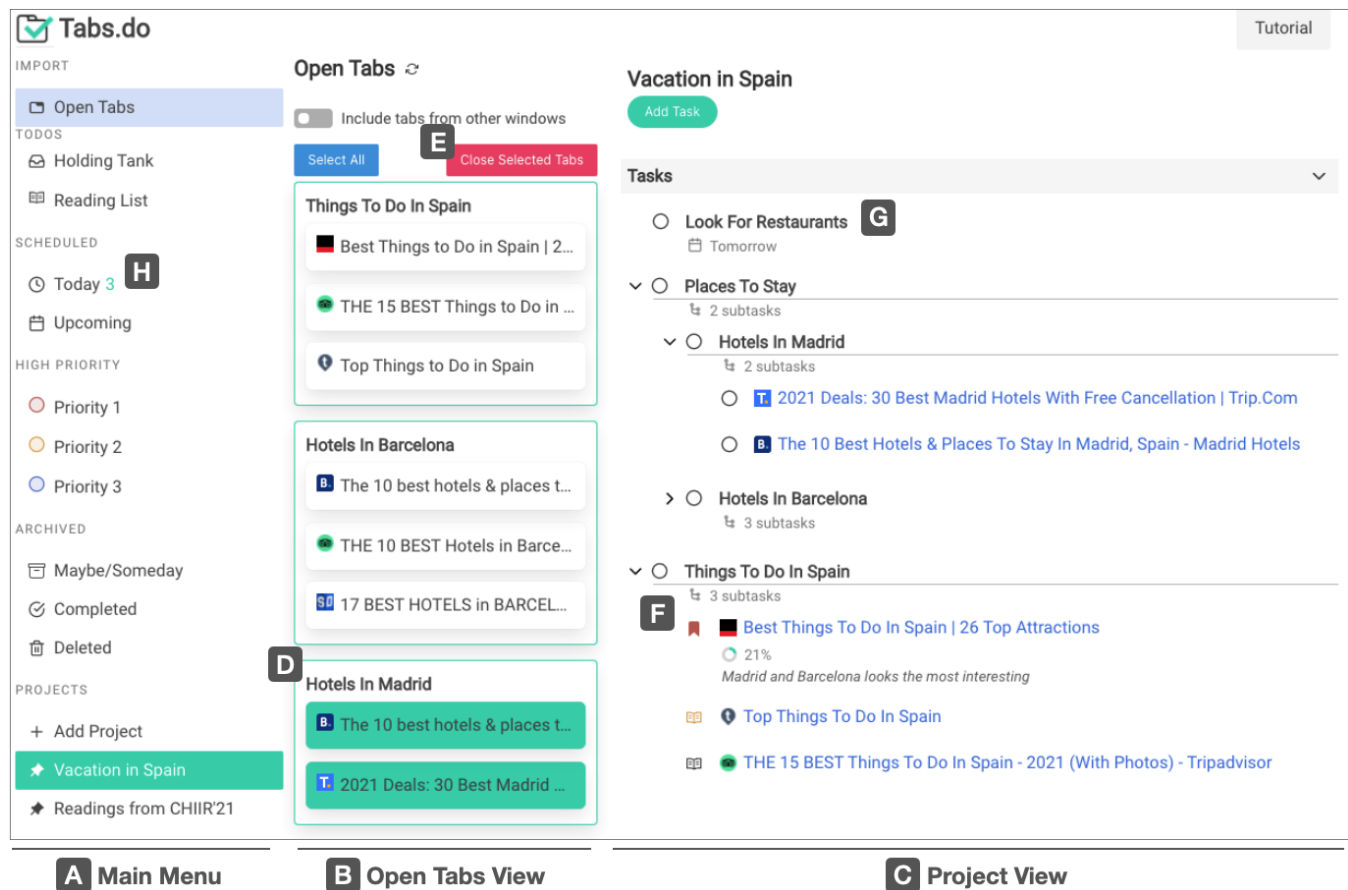 Tabs.do
Tutorial
IMPORT
Open Tabs
TODOS
Holding Tank
Reading List
SCHEDULED
Today 3
H
Upcoming
HIGH PRIORITY
Priority 1
Priority 2
Priority 3
ARCHIVED
Maybe/Someday
Completed
Deleted
PROJECTS
+ Add Project
Vacation in Spain
Readings from CHIIR'21
A Main Menu
Open Tabs
Include tabs from other windows
E
Select All
Close Selected Tabs
Things To Do In Spain
Best Things to Do in Spain | 2...
THE 15 BEST Things to Do in ...
Top Things to Do in Spain
Hotels In Barcelona
B. The 10 best hotels & places t...
THE 10 BEST Hotels in Barce...
SO 17 BEST HOTELS in BARCEL...
D
Hotels In Madrid
B. The 10 best hotels & places t...
T. 2021 Deals: 30 Best Madrid ...
B Open Tabs View
Vacation in Spain
Add Task
Tasks
Look For Restaurants G
Tomorrow
Places To Stay
2 subtasks
Hotels In Madrid
2 subtasks
T. 2021 Deals: 30 Best Madrid Hotels With Free Cancellation | Trip.Com
B. The 10 Best Hotels & Places To Stay In Madrid, Spain - Madrid Hotels
Hotels In Barcelona
3 subtasks
Things To Do In Spain
3 subtasks
F
Best Things To Do In Spain | 26 Top Attractions
21%
Madrid and Barcelona looks the most interesting
Top Things To Do In Spain
THE 15 BEST Things To Do In Spain - 2021 (With Photos) - Tripadvisor
C Project View